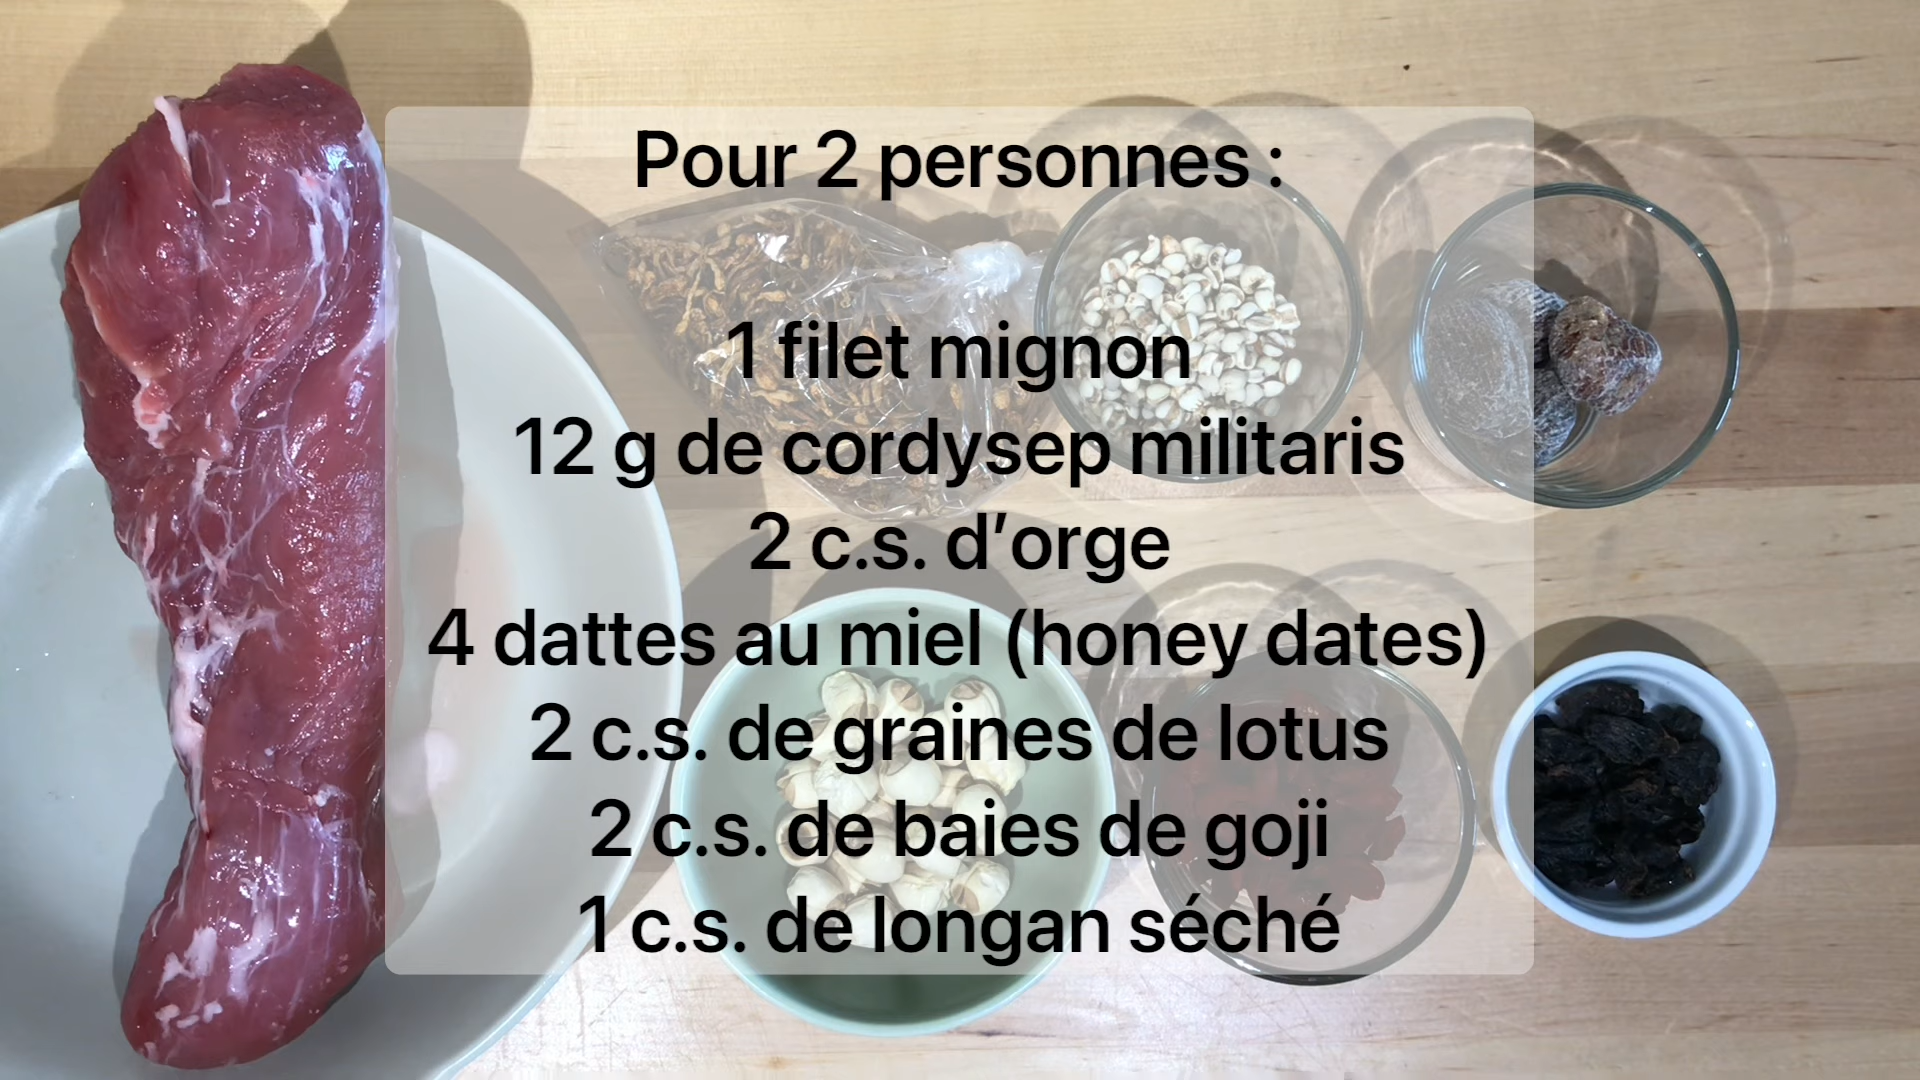 Pour 2 personnes :
1 filet mignon
12 g de cordysep militaris
2 c.s. d’orge
4 dattes au miel (honey dates)
2 c.s. de graines de lotus
2 c.s. de baies de goji
1 c.s. de longan séché